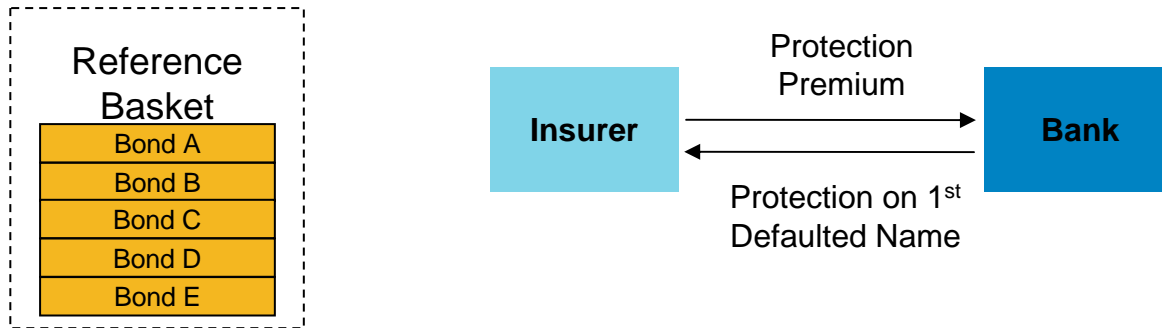 Reference
Basket
Bond A
Bond B
Bond C
Bond D
Bond E
Insurer
Protection
Premium
Protection on 1st
Defaulted Name
Bank